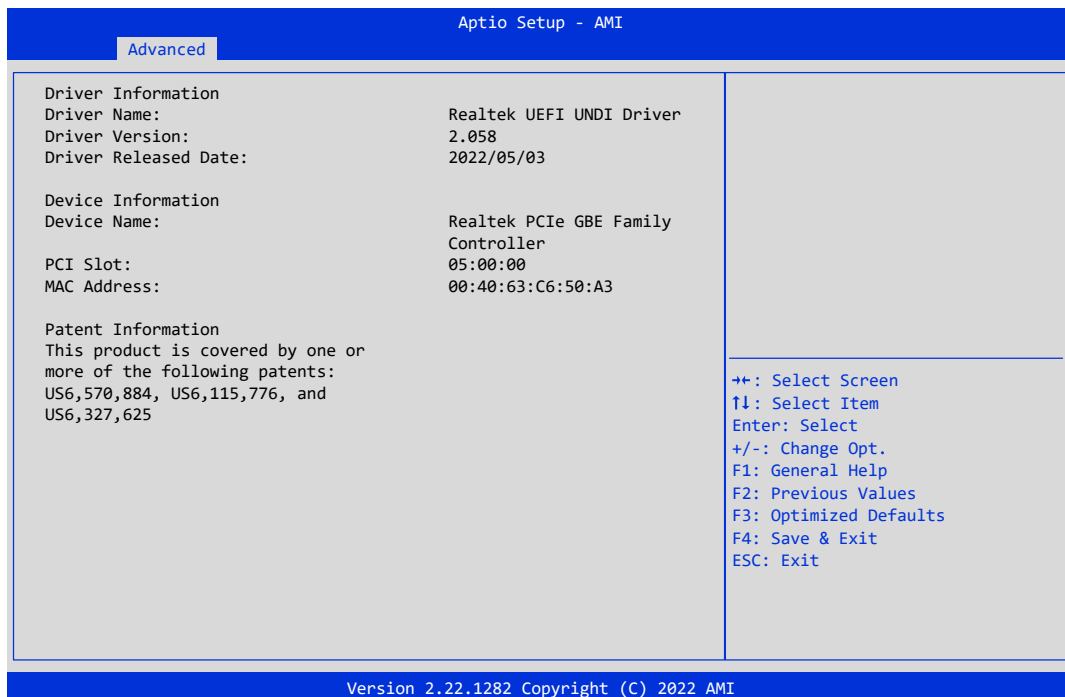 Aptio Setup - AMI
Advanced
Driver Information
Driver Name: Realtek UEFI UNDI Driver
Driver Version: 2.058
Driver Released Date: 2022/05/03
Device Information
Device Name: Realtek PCIe GBE Family
Controller
PCI Slot: 05:00:00
MAC Address: 00:40:63:C6:50:A3
Patent Information
This product is covered by one or
more of the following patents:
US6,570,884, US6,115,776, and
US6,327,625
→←: Select Screen
↑↓: Select Item
Enter: Select
+/-: Change Opt.
F1: General Help
F2: Previous Values
F3: Optimized Defaults
F4: Save & Exit
ESC: Exit
Version 2.22.1282 Copyright (C) 2022 AMI